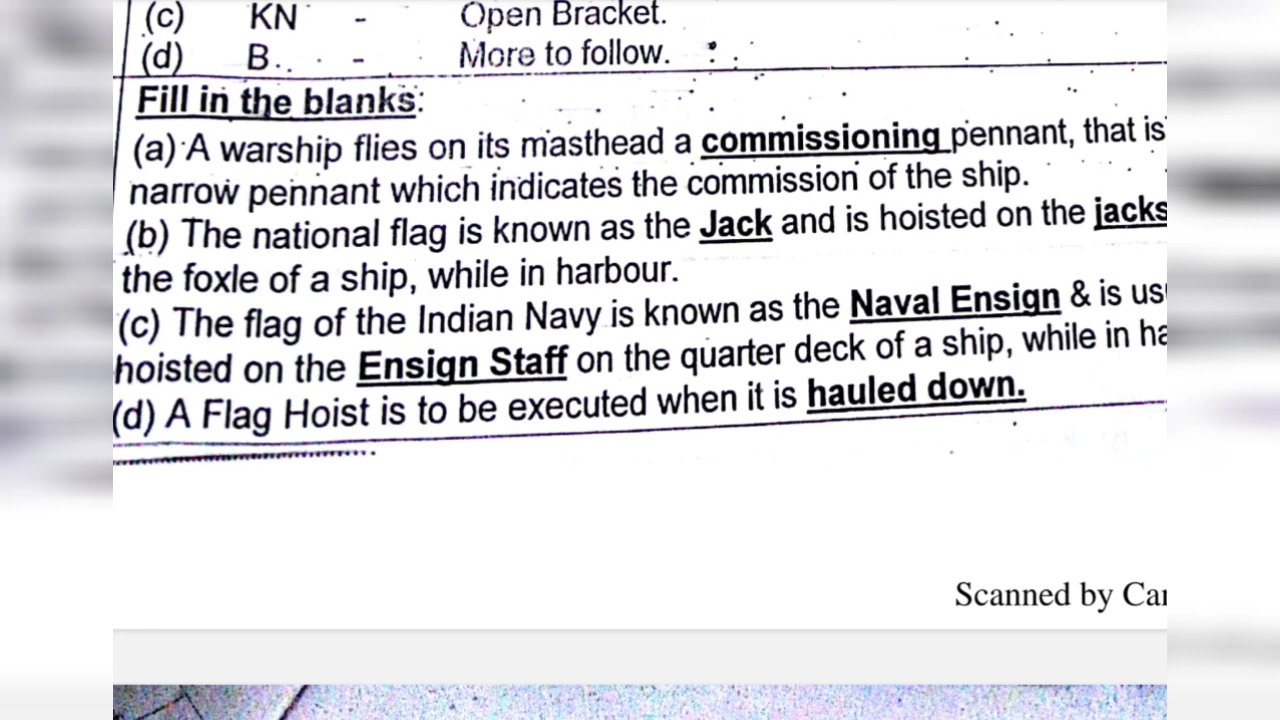 (c) KN - Open Bracket.
(d) B.. - More to follow.
Fill in the blanks:
(a) A warship flies on its masthead a commissioning pennant, that is
narrow pennant which indicates the commission of the ship.
(b) The national flag is known as the Jack and is hoisted on the jacks
the foxle of a ship, while in harbour.
(c) The flag of the Indian Navy is known as the Naval Ensign & is us
hoisted on the Ensign Staff on the quarter deck of a ship, while in ha
(d) A Flag Hoist is to be executed when it is hauled down.
Scanned by Ca